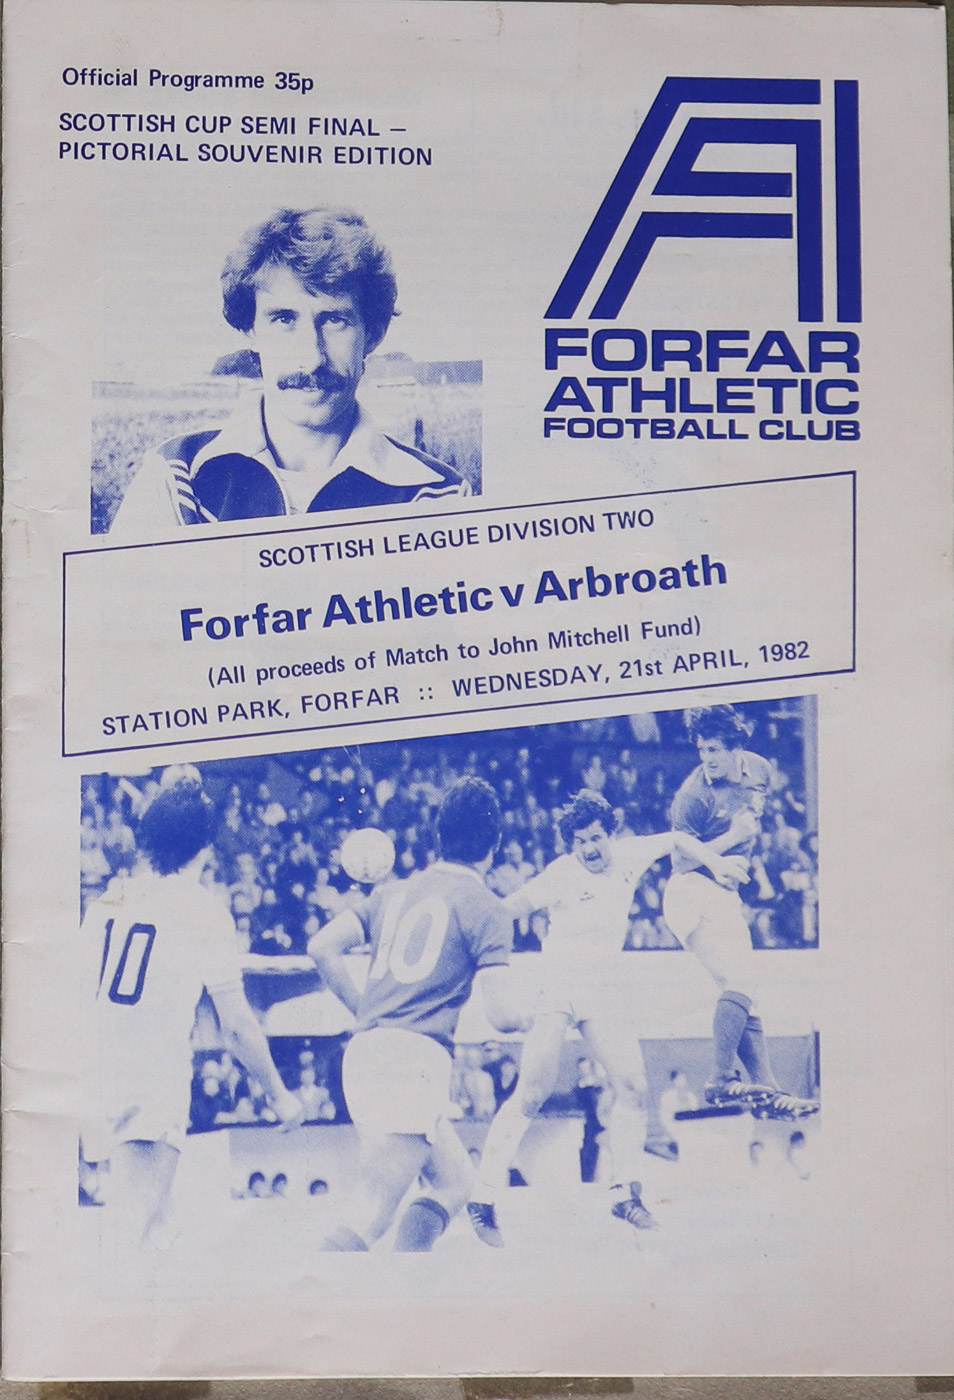 Official Programme 35p
SCOTTISH CUP SEMI FINAL –
PICTORIAL SOUVENIR EDITION
FORFAR
ATHLETIC
FOOTBALL CLUB
SCOTTISH LEAGUE DIVISION TWO
Forfar Athletic v Arbroath
(All proceeds of Match to John Mitchell Fund)
STATION PARK, FORFAR :: WEDNESDAY, 21st APRIL, 1982
10
10